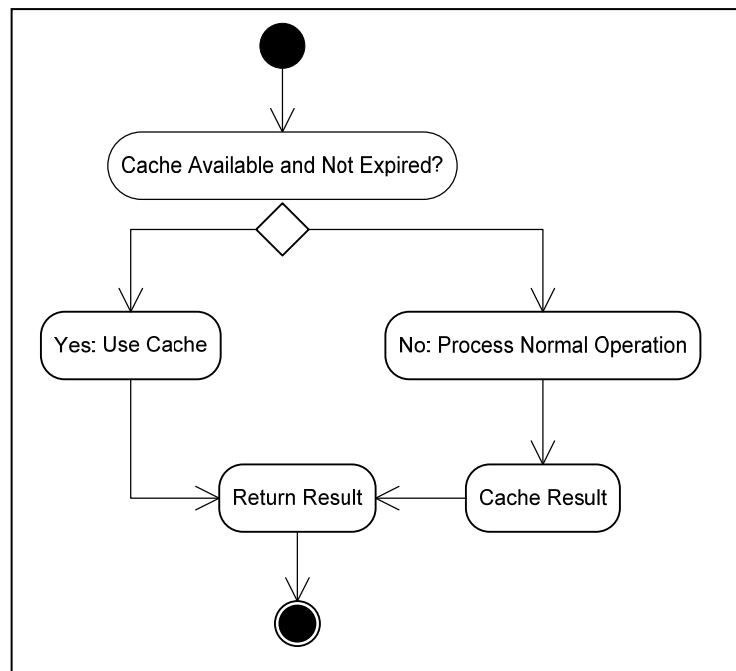 Cache Available and Not Expired?
Yes: Use Cache
No: Process Normal Operation
Return Result
Cache Result